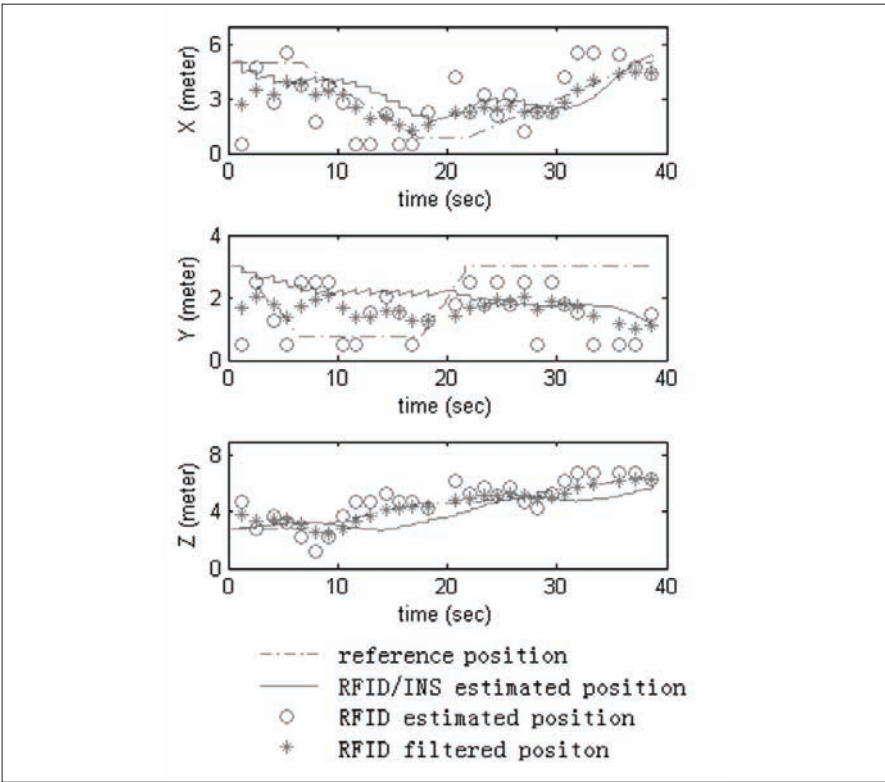 6
3
0
X (meter)
0
10
20
30
40
time (sec)
4
2
0
Y (meter)
0
10
20
30
40
time (sec)
8
4
0
Z (meter)
0
10
20
30
40
time (sec)
reference position
RFID/INS estimated position
RFID estimated position
RFID filtered positon